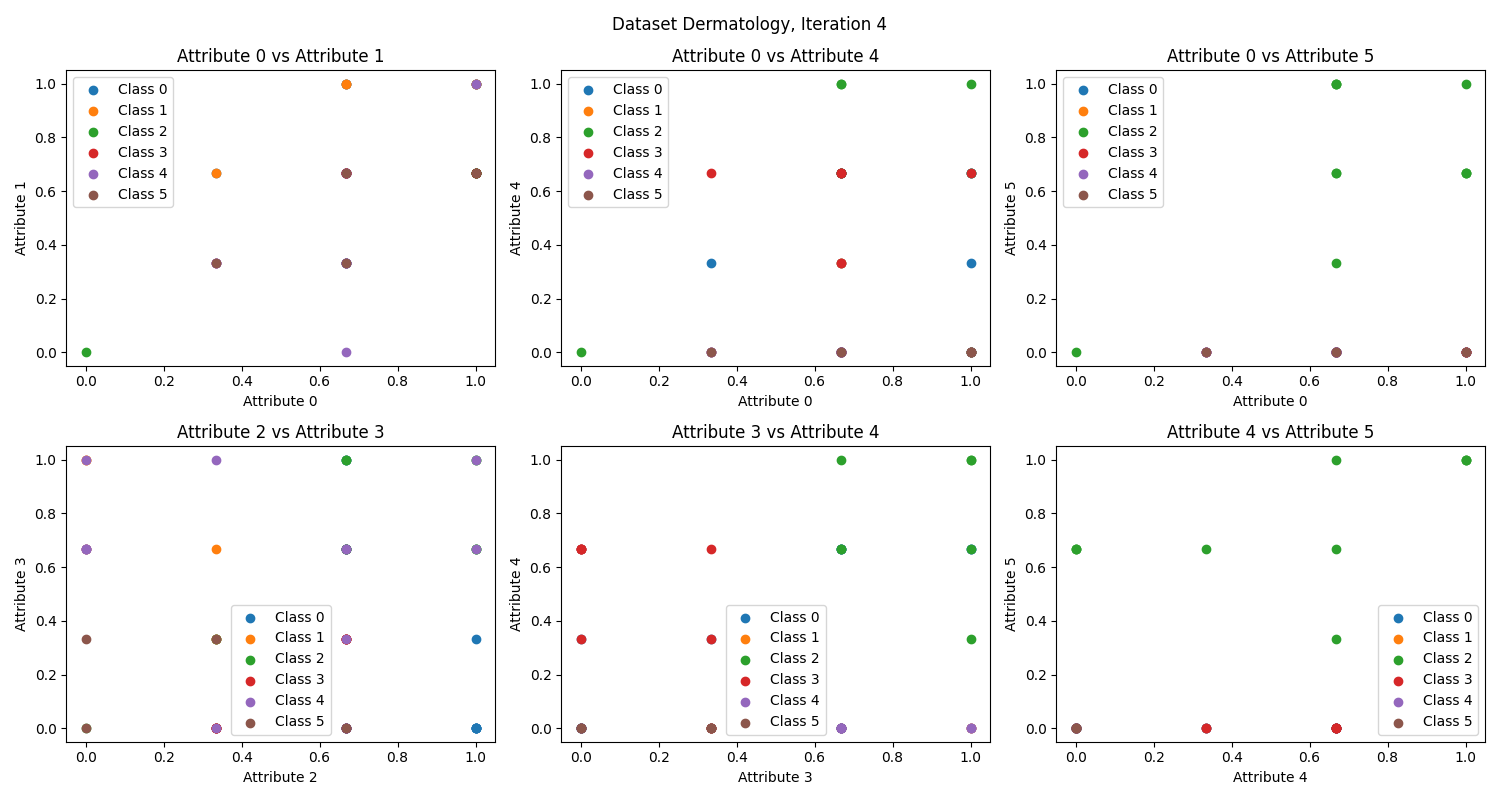 Dataset Dermatology, Iteration 4
Attribute 0 vs Attribute 1
1.0
0.8
0.6
0.4
0.2
0.0
Attribute 1
Class 0
Class 1
Class 2
Class 3
Class 4
Class 5
0.0 0.2 0.4 0.6 0.8 1.0
Attribute 0
Attribute 0 vs Attribute 4
1.0
0.8
0.6
0.4
0.2
0.0
Attribute 4
Class 0
Class 1
Class 2
Class 3
Class 4
Class 5
0.0 0.2 0.4 0.6 0.8 1.0
Attribute 0
Attribute 0 vs Attribute 5
1.0
0.8
0.6
0.4
0.2
0.0
Attribute 5
Class 0
Class 1
Class 2
Class 3
Class 4
Class 5
0.0 0.2 0.4 0.6 0.8 1.0
Attribute 0
Attribute 2 vs Attribute 3
1.0
0.8
0.6
0.4
0.2
0.0
Attribute 3
Class 0
Class 1
Class 2
Class 3
Class 4
Class 5
0.0 0.2 0.4 0.6 0.8 1.0
Attribute 2
Attribute 3 vs Attribute 4
1.0
0.8
0.6
0.4
0.2
0.0
Attribute 4
Class 0
Class 1
Class 2
Class 3
Class 4
Class 5
0.0 0.2 0.4 0.6 0.8 1.0
Attribute 3
Attribute 4 vs Attribute 5
1.0
0.8
0.6
0.4
0.2
0.0
Attribute 5
Class 0
Class 1
Class 2
Class 3
Class 4
Class 5
0.0 0.2 0.4 0.6 0.8 1.0
Attribute 4